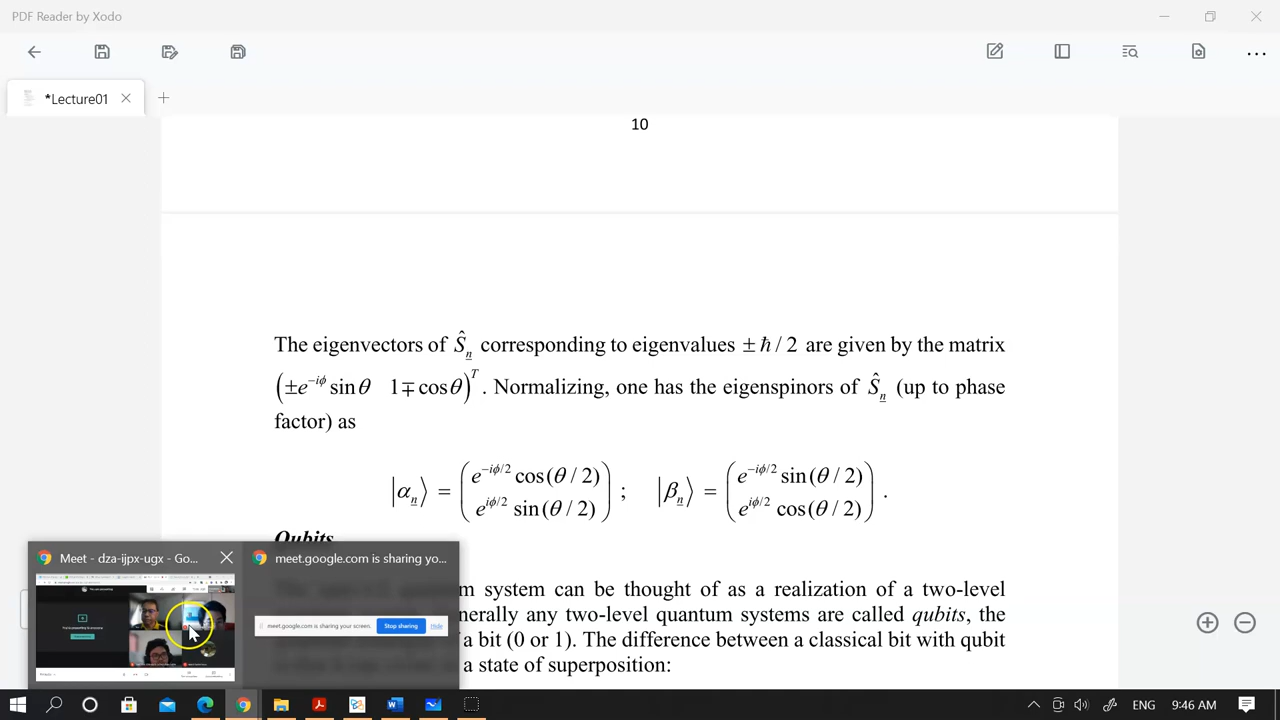 PDF Reader by Xodo
*Lecture01
10
The eigenvectors of Ŝ_n corresponding to eigenvalues ± ℏ / 2 are given by the matrix
(±e^{−iϕ} sin θ 1∓cos θ)^T. Normalizing, one has the eigenspinors of Ŝ_n (up to phase
factor) as
|α_n⟩ = (e^{−iϕ/2} cos(θ / 2) e^{iϕ/2} sin(θ / 2)) ; |β_n⟩ = (e^{−iϕ/2} sin(θ / 2) e^{iϕ/2} cos(θ / 2)) .
Qubits
Meet - dza-ijpx-ugx - Go...
meet.google.com is sharing yo...
m system can be thought of as a realization of a two-level
nerally any two-level quantum systems are called qubits, the
meet.google.com is sharing your screen.
Stop sharing
Hide
f a bit (0 or 1). The difference between a classical bit with qubit
a state of superposition:
ENG
9:46 AM